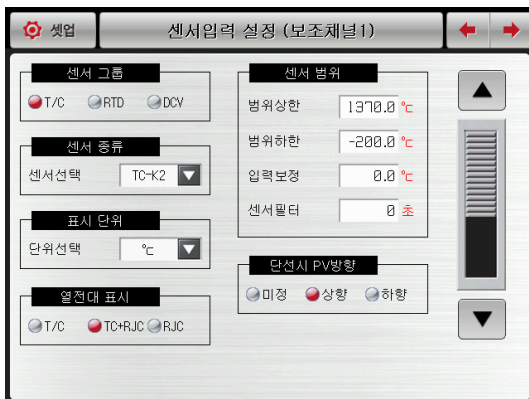 셋업
센서입력 설정 (보조채널1)
센서 그룹
T/C RTD DCV
센서 종류
센서선택 TC-K2
표시 단위
단위선택 ℃
열전대 표시
T/C TC+RJC RJC
센서 범위
범위상한 1370.0 ℃
범위하한 -200.0 ℃
입력보정 0.0 ℃
센서필터 0 초
단선시 PV방향
미정 상향 하향